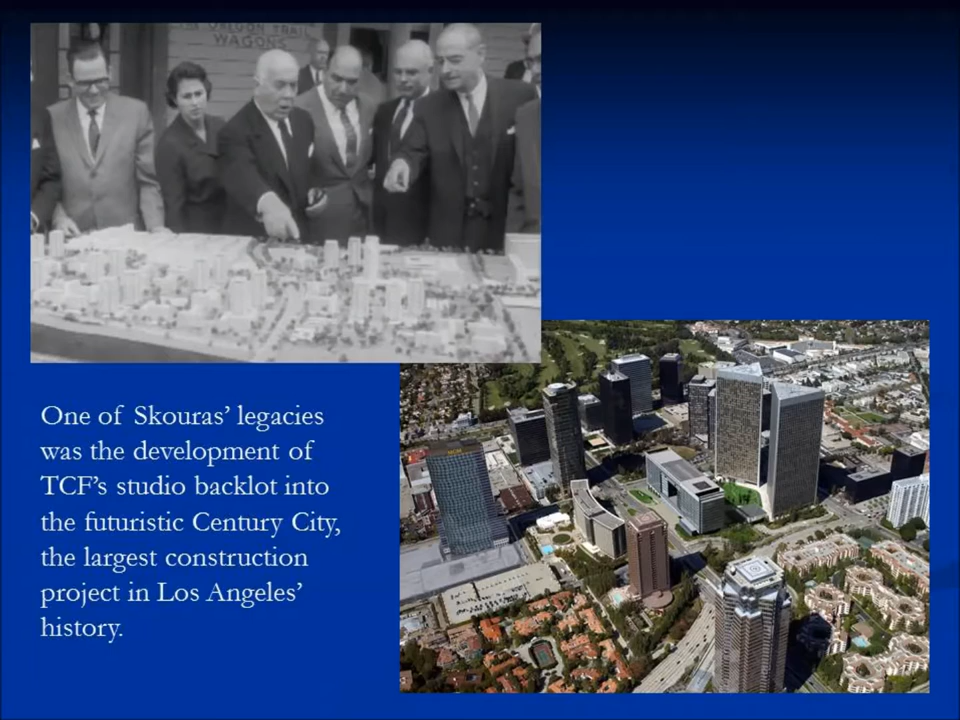 OREGON TRAIL
WAGONS
One of Skouras’ legacies
was the development of
TCF’s studio backlot into
the futuristic Century City,
the largest construction
project in Los Angeles’
history.